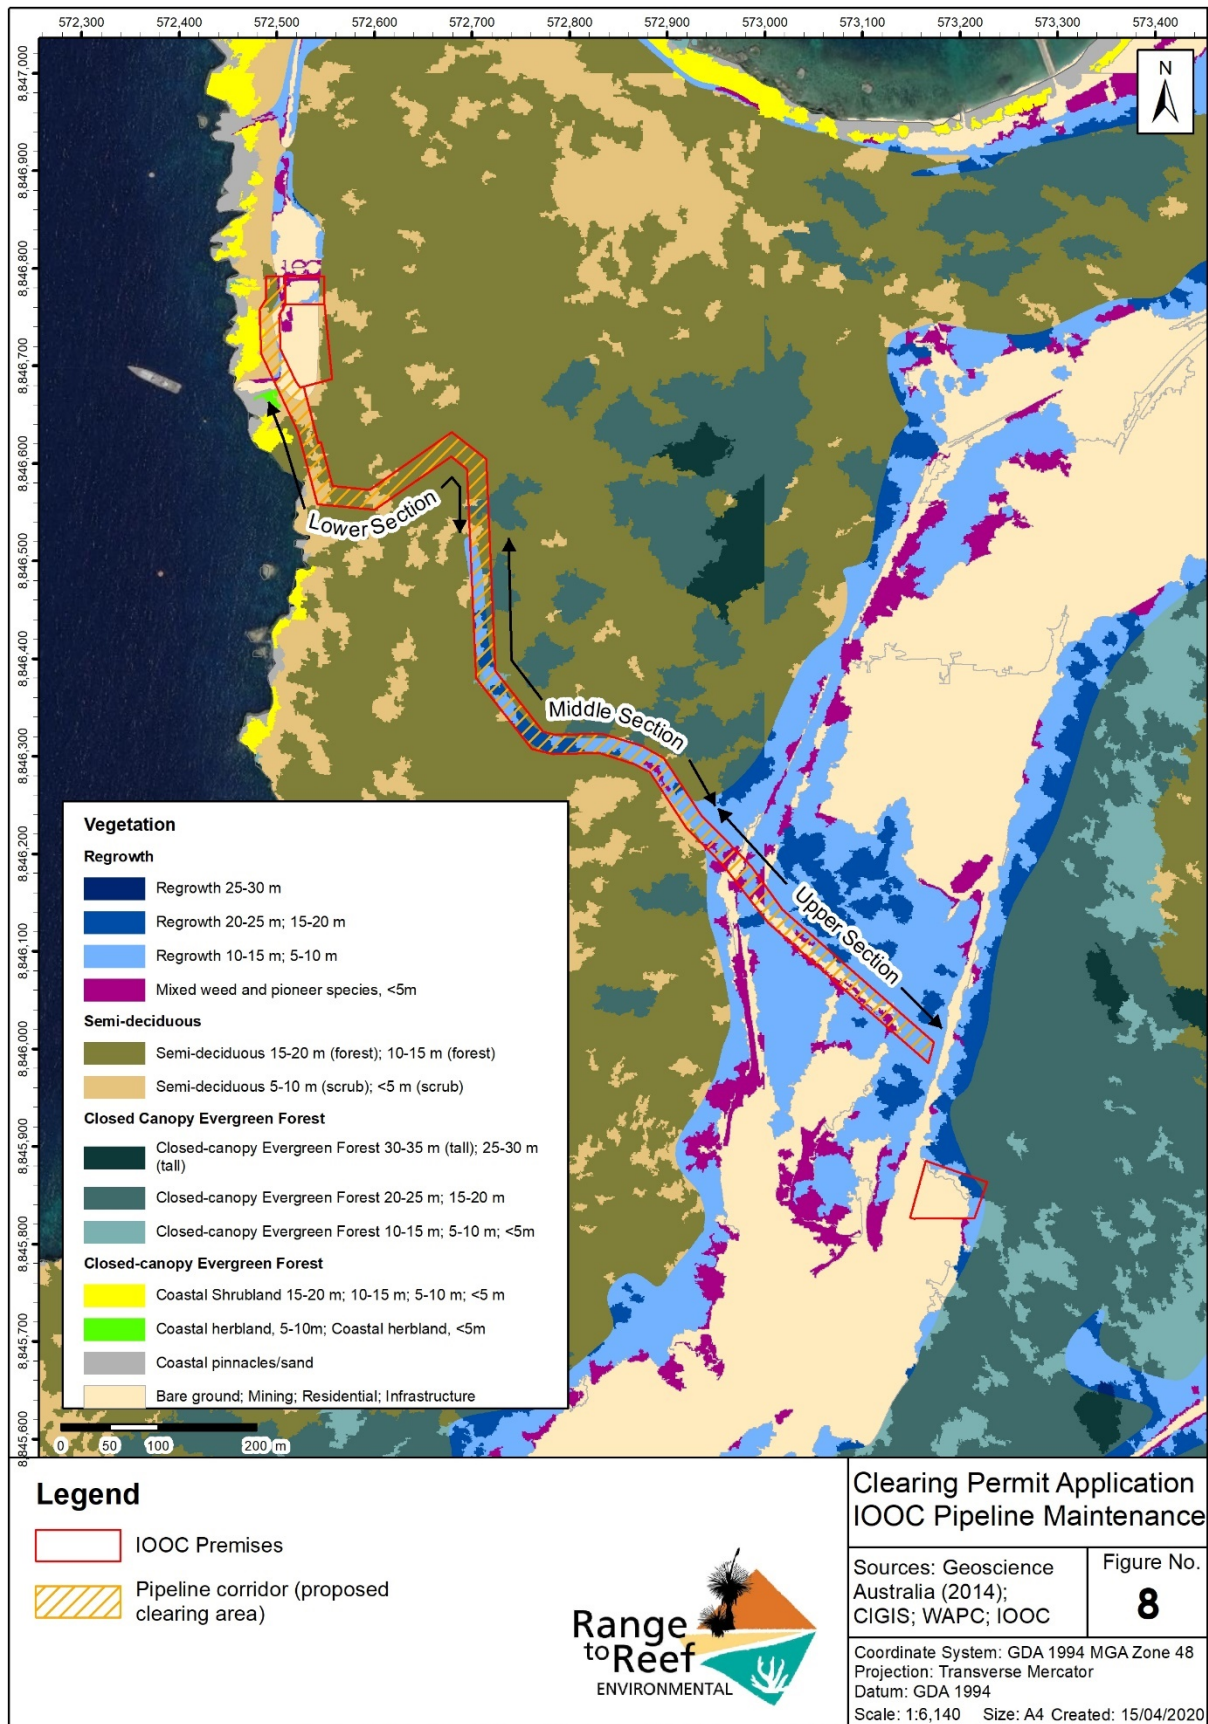 572,300 572,400 572,500 572,600 572,700 572,800 572,900 573,000 573,100 573,200 573,300 573,400
8,847,000
8,846,900
8,846,800
8,846,700
8,846,600
8,846,500
8,846,400
8,846,300
8,846,200
8,846,100
8,846,000
8,845,900
8,845,800
8,845,700
8,845,600
N
Lower Section
Middle Section
Upper Section
Vegetation
Regrowth
Regrowth 25-30 m
Regrowth 20-25 m; 15-20 m
Regrowth 10-15 m; 5-10 m
Mixed weed and pioneer species, <5m
Semi-deciduous
Semi-deciduous 15-20 m (forest); 10-15 m (forest)
Semi-deciduous 5-10 m (scrub); <5 m (scrub)
Closed Canopy Evergreen Forest
Closed-canopy Evergreen Forest 30-35 m (tall); 25-30 m
(tall)
Closed-canopy Evergreen Forest 20-25 m; 15-20 m
Closed-canopy Evergreen Forest 10-15 m; 5-10 m; <5m
Closed-canopy Evergreen Forest
Coastal Shrubland 15-20 m; 10-15 m; 5-10 m; <5 m
Coastal herbland, 5-10m; Coastal herbland, <5m
Coastal pinnacles/sand
Bare ground; Mining; Residential; Infrastructure
0 50 100 200 m
Legend
IOOC Premises
Pipeline corridor (proposed
clearing area)
Range
to Reef
ENVIRONMENTAL
Clearing Permit Application
IOOC Pipeline Maintenance
Sources: Geoscience
Australia (2014);
CIGIS; WAPC; IOOC
Figure No.
8
Coordinate System: GDA 1994 MGA Zone 48
Projection: Transverse Mercator
Datum: GDA 1994
Scale: 1:6,140 Size: A4 Created: 15/04/2020